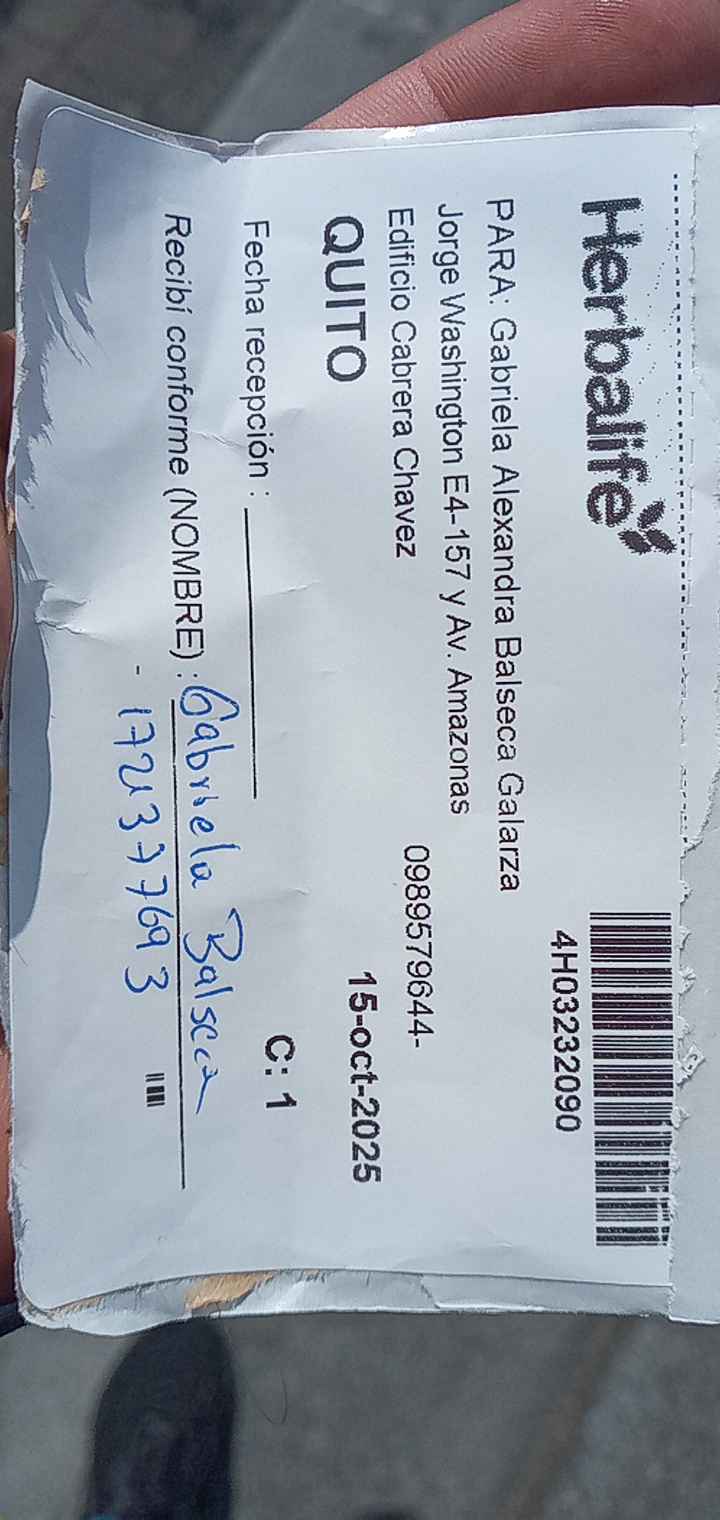 Herbalife
4H03232090
PARA: Gabriela Alexandra Balseca Galarza
Jorge Washington E4-157 y Av. Amazonas
Edificio Cabrera Chavez 0989579644-
QUITO 15-oct-2025
Fecha recepción :
C: 1
Recibí conforme (NOMBRE) : Gabriela Balseca
- 1721377693